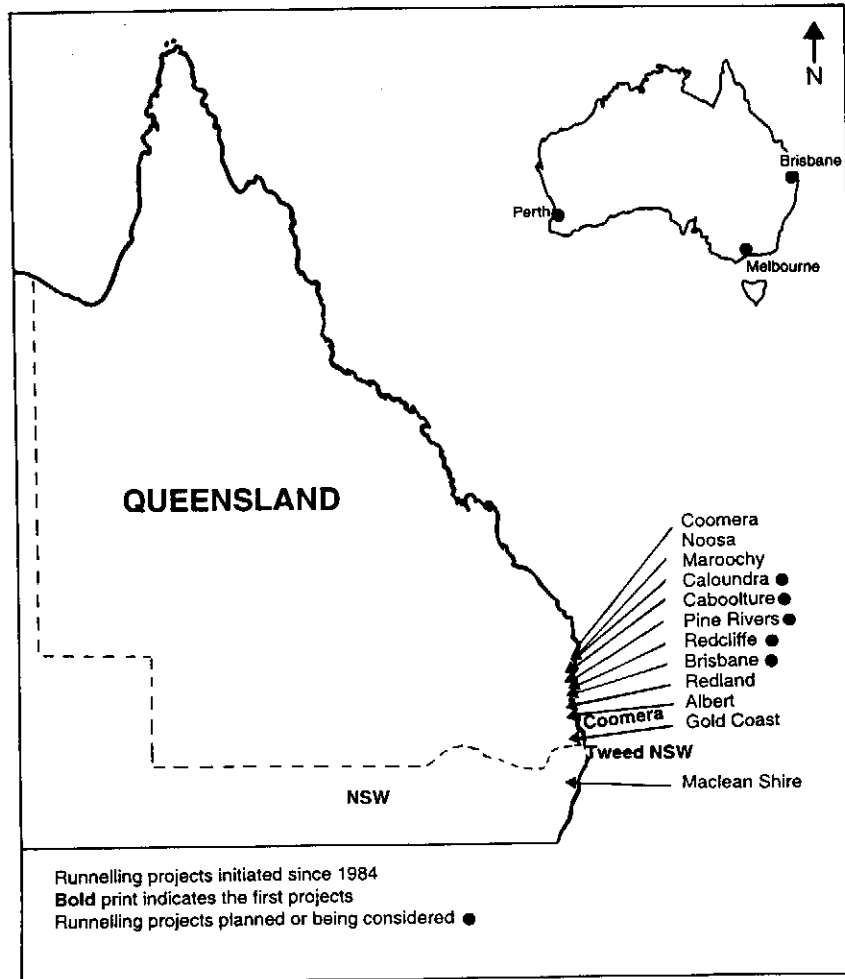 N
Brisbane
Perth
Melbourne
QUEENSLAND
Coomera
Noosa
Maroochy
Caloundra ●
Caboolture ●
Pine Rivers ●
Redcliffe ●
Brisbane ●
Redland
Albert
Coomera
Gold Coast
Tweed NSW
Maclean Shire
NSW
Runnelling projects initiated since 1984
Bold print indicates the first projects
Runnelling projects planned or being considered ●